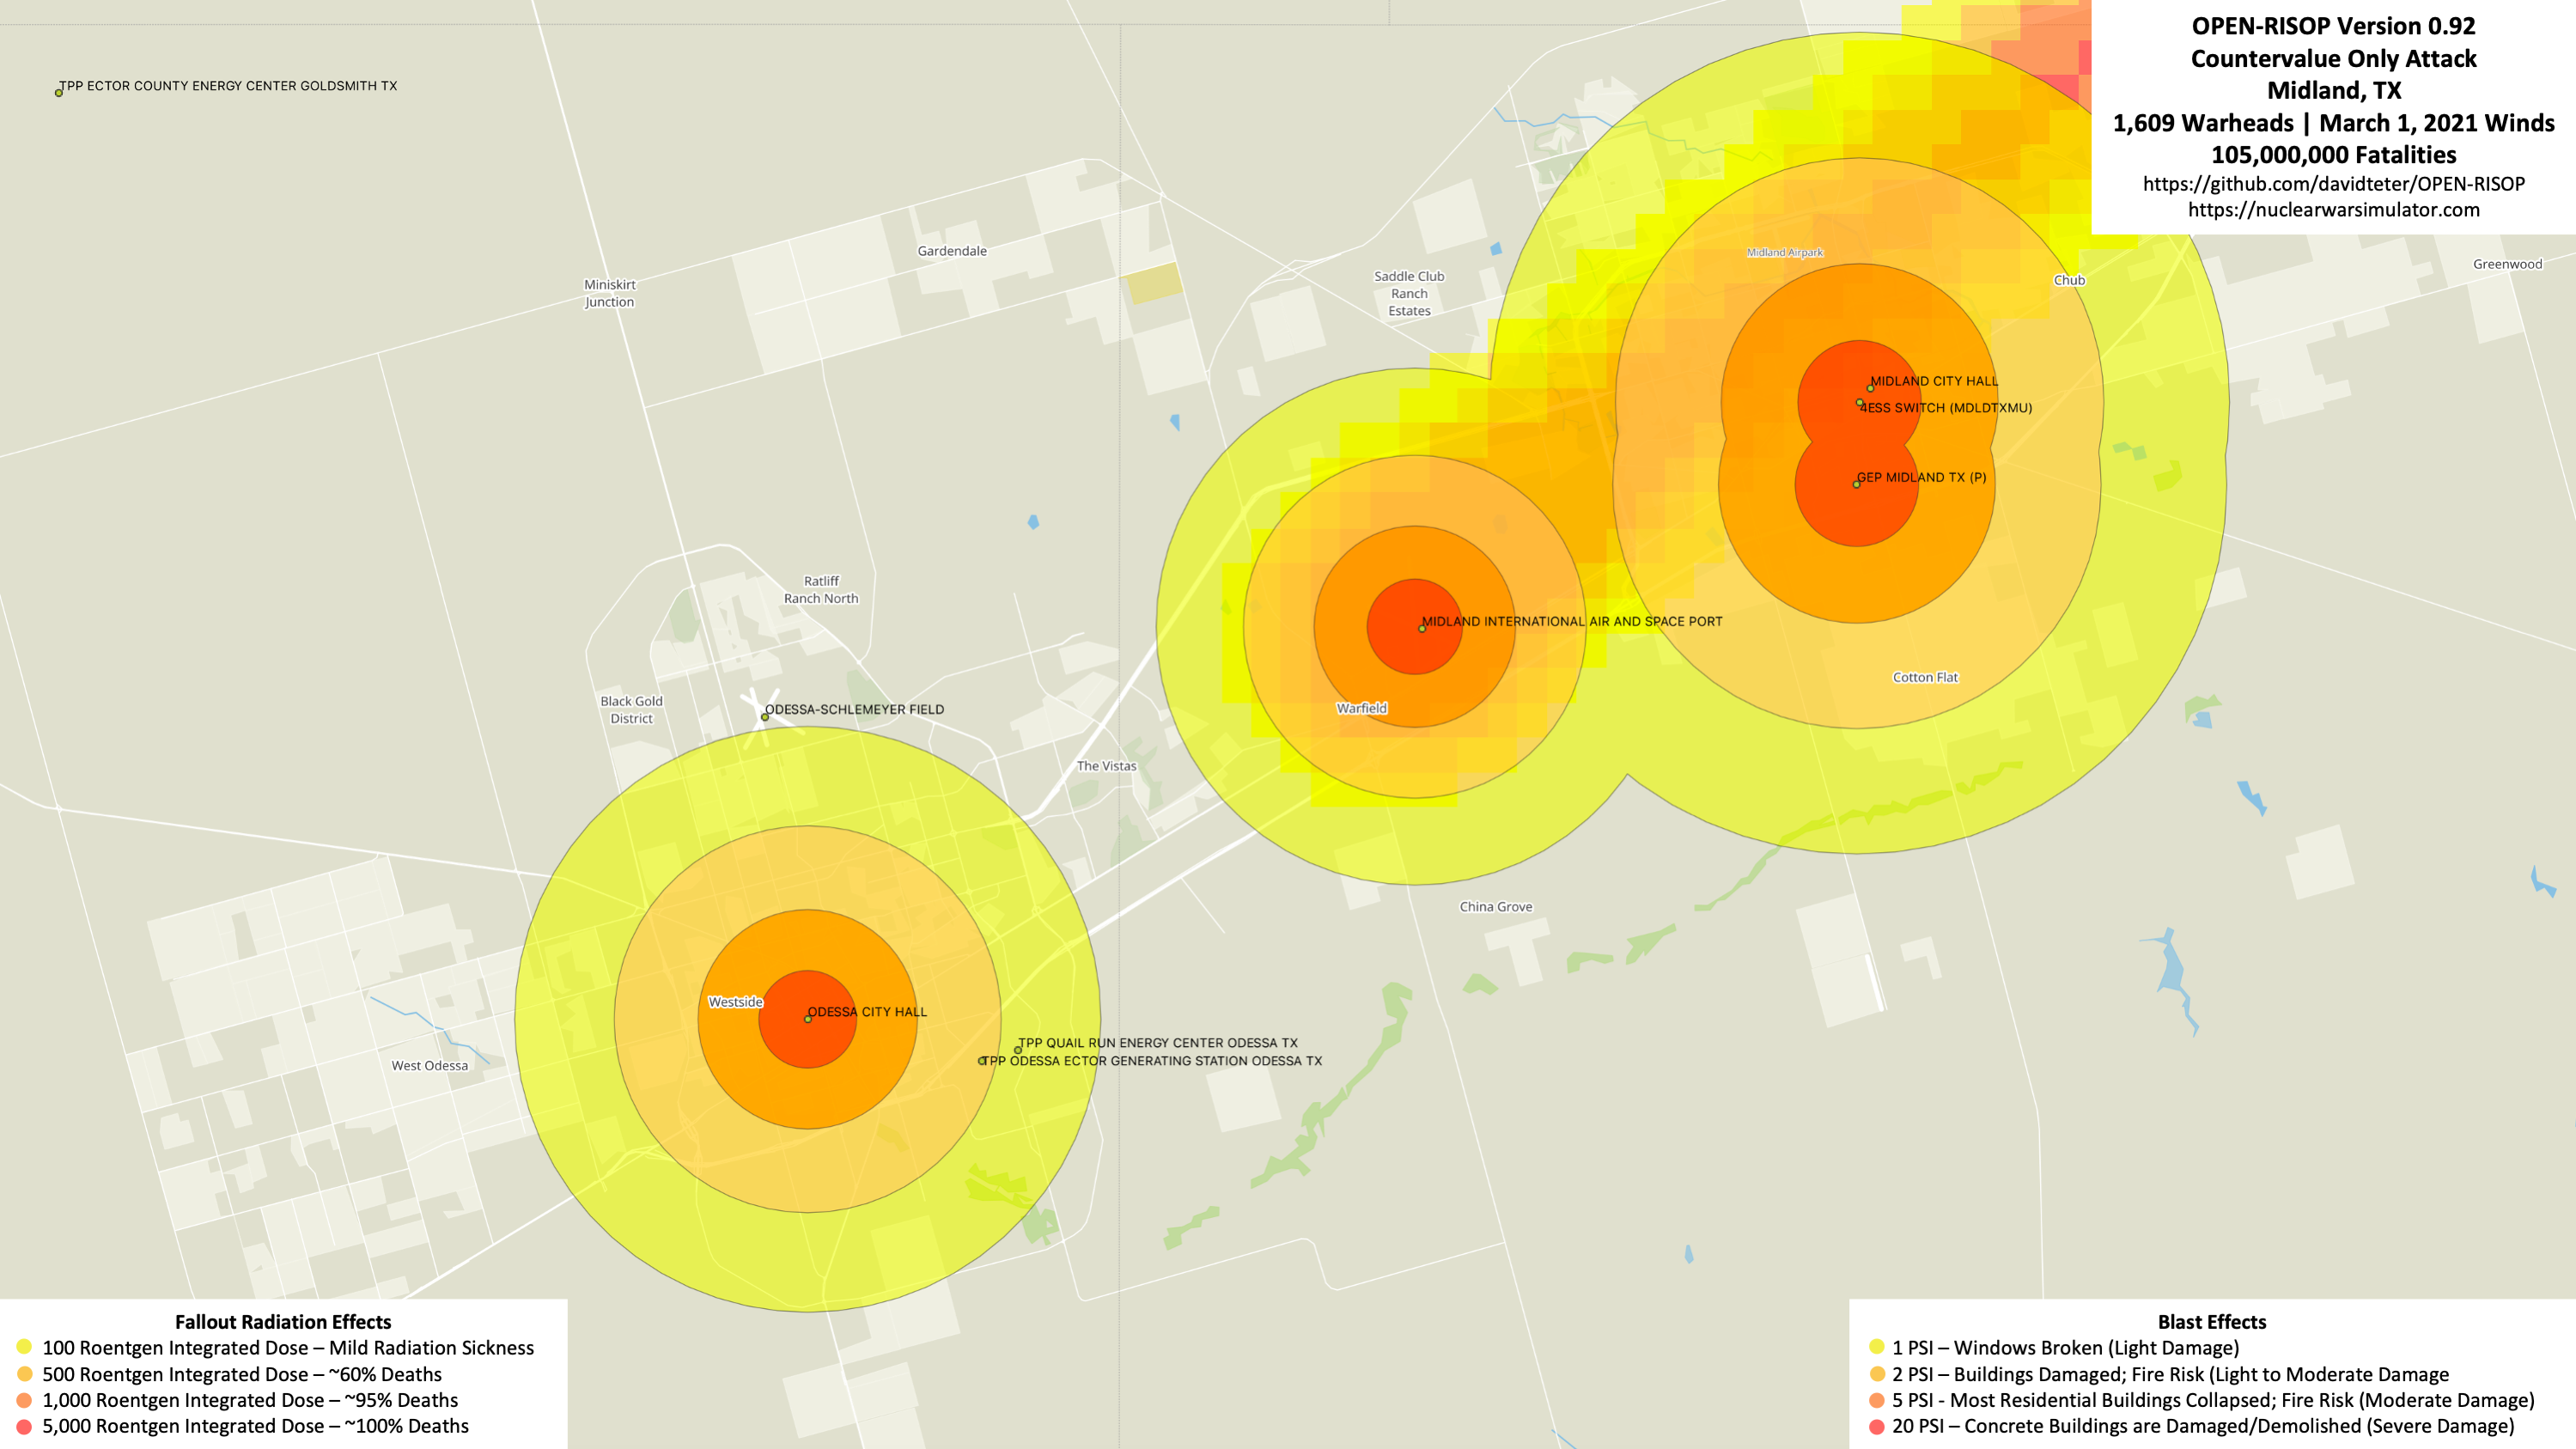 OPEN-RISOP Version 0.92
Countervalue Only Attack
Midland, TX
1,609 Warheads | March 1, 2021 Winds
105,000,000 Fatalities
https://github.com/davidteter/OPEN-RISOP
https://nuclearwarsimulator.com
TPP ECTOR COUNTY ENERGY CENTER GOLDSMITH TX
Gardendale
Midland Airpark
Greenwood
Saddle Club
Ranch
Estates
Chub
Miniskirt
Junction
MIDLAND CITY HALL
4ESS SWITCH (MDLDTXMU)
GEP MIDLAND TX (P)
Ratliff
Ranch North
MIDLAND INTERNATIONAL AIR AND SPACE PORT
Cotton Flat
Black Gold
District
ODESSA-SCHLEMEYER FIELD
Warfield
The Vistas
China Grove
Westside
ODESSA CITY HALL
TPP QUAIL RUN ENERGY CENTER ODESSA TX
TPP ODESSA ECTOR GENERATING STATION ODESSA TX
West Odessa
Fallout Radiation Effects
100 Roentgen Integrated Dose – Mild Radiation Sickness
500 Roentgen Integrated Dose – ~60% Deaths
1,000 Roentgen Integrated Dose – ~95% Deaths
5,000 Roentgen Integrated Dose – ~100% Deaths
Blast Effects
1 PSI – Windows Broken (Light Damage)
2 PSI – Buildings Damaged; Fire Risk (Light to Moderate Damage
5 PSI - Most Residential Buildings Collapsed; Fire Risk (Moderate Damage)
20 PSI – Concrete Buildings are Damaged/Demolished (Severe Damage)